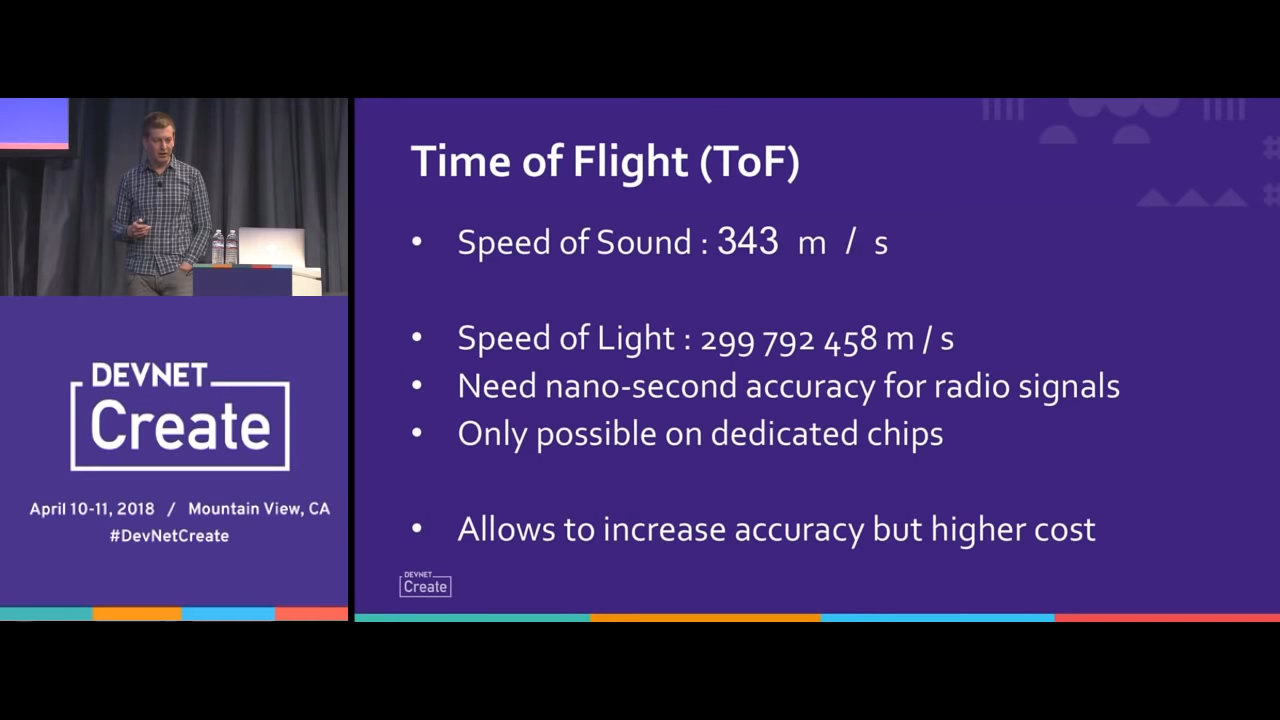 Time of Flight (ToF)
• Speed of Sound : 343 m / s
• Speed of Light : 299 792 458 m / s
• Need nano-second accuracy for radio signals
• Only possible on dedicated chips
• Allows to increase accuracy but higher cost
DEVNET
Create
DEVNET
Create
April 10-11, 2018 / Mountain View, CA
#DevNetCreate